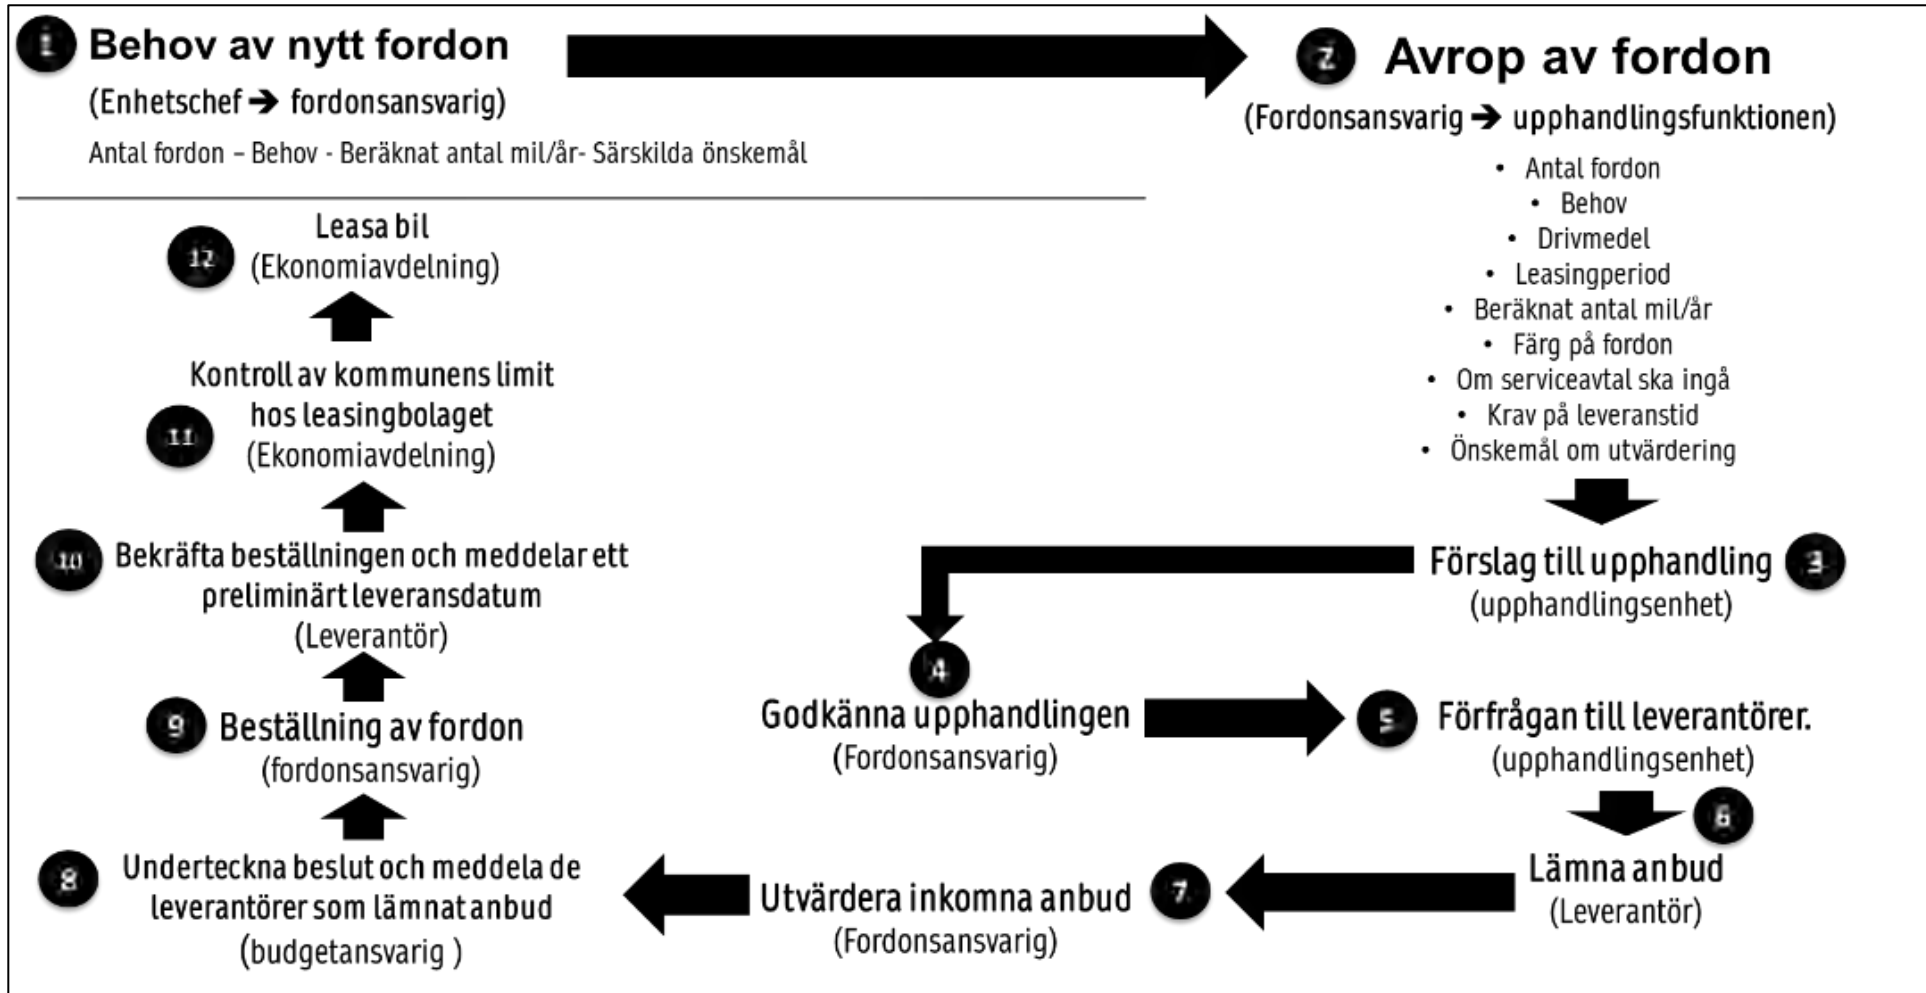 1 Behov av nytt fordon
(Enhetschef ➔ fordonsansvarig)
Antal fordon – Behov - Beräknat antal mil/år- Särskilda önskemål
2 Avrop av fordon
(Fordonsansvarig ➔ upphandlingsfunktionen)
• Antal fordon
• Behov
• Drivmedel
• Leasingperiod
• Beräknat antal mil/år
• Färg på fordon
• Om serviceavtal ska ingå
• Krav på leveranstid
• Önskemål om utvärdering
Förslag till upphandling 3
(upphandlingsenhet)
4
Godkänna upphandlingen
(Fordonsansvarig)
5 Förfrågan till leverantörer.
(upphandlingsenhet)
6
Lämna anbud
(Leverantör)
Utvärdera inkomna anbud 7
(Fordonsansvarig)
8 Underteckna beslut och meddela de
leverantörer som lämnat anbud
(budgetansvarig )
9 Beställning av fordon
(fordonsansvarig)
10 Bekräfta beställningen och meddelar ett
preliminärt leveransdatum
(Leverantör)
Kontroll av kommunens limit
11 hos leasingbolaget
(Ekonomiavdelning)
Leasa bil
12 (Ekonomiavdelning)